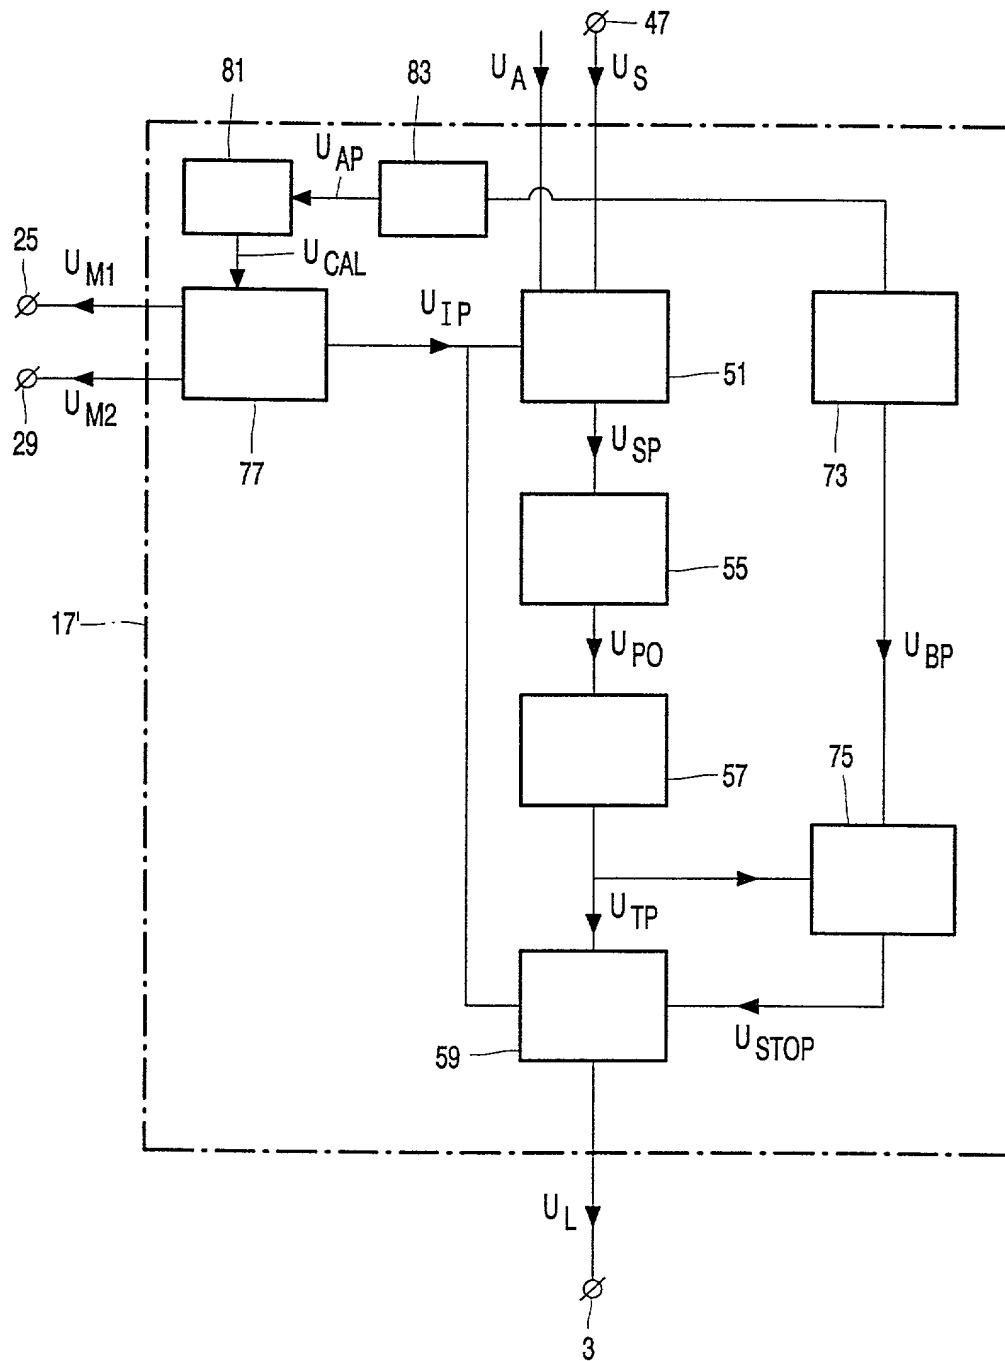 47
U_A
U_S
81
83
U_AP
25
U_M1
U_CAL
U_IP
51
U_M2
29
77
73
U_SP
55
17'
U_PO
U_BP
57
75
U_TP
59
U_STOP
U_L
3